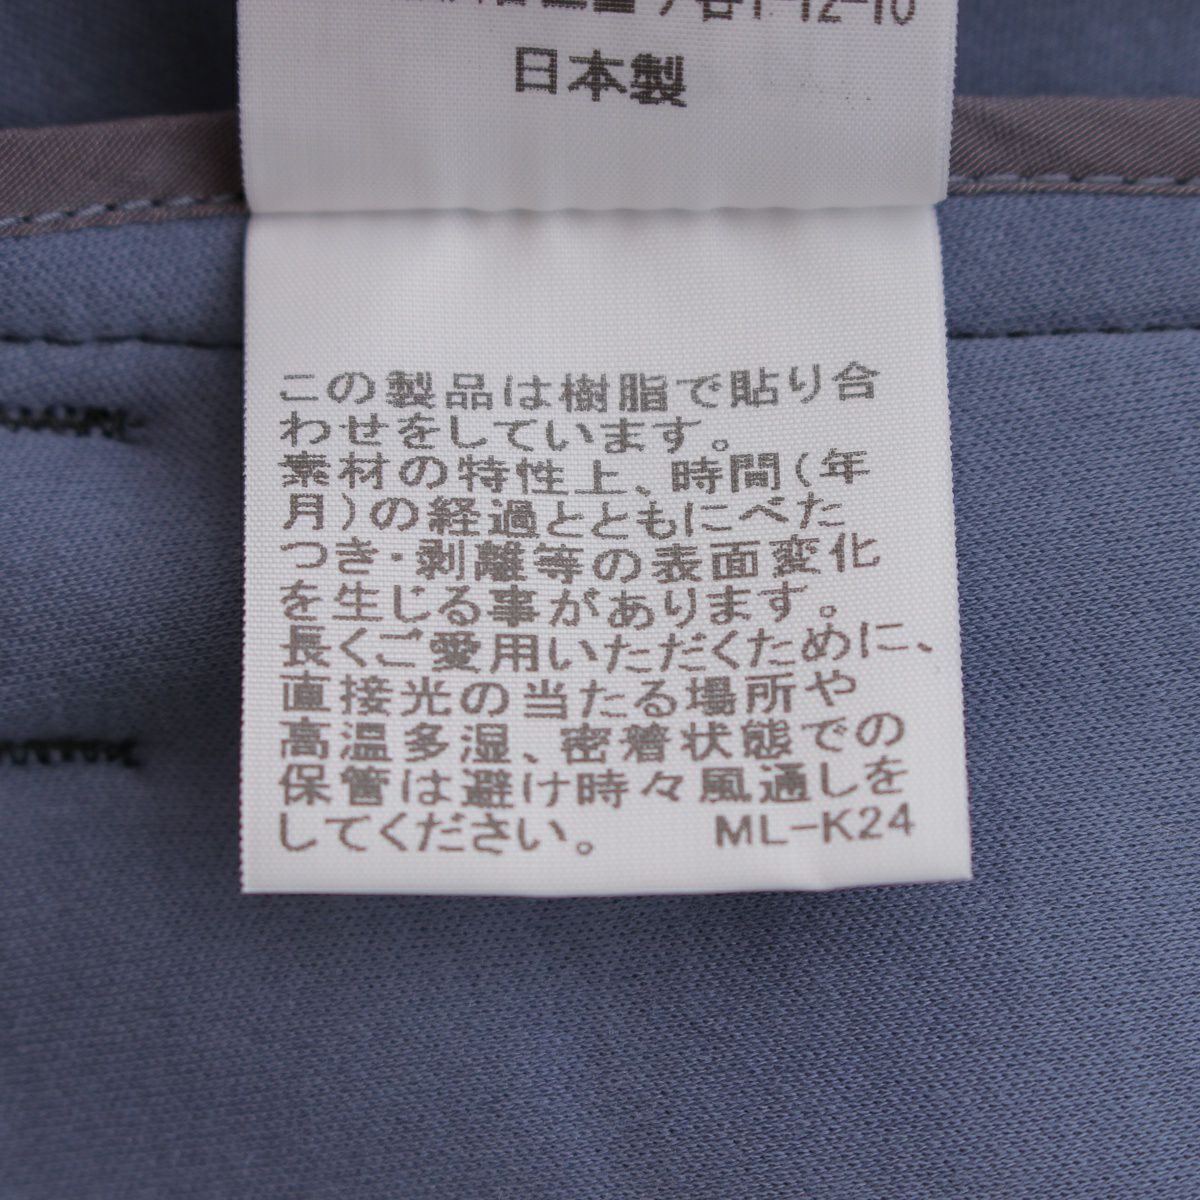 1-12-10
日本製
この製品は樹脂で貼り合
わせをしています。
素材の特性上、時間(年
月)の経過とともにべた
つき・剥離等の表面変化
を生じる事があります。
長くご愛用いただくために、
直接光の当たる場所や
高温多湿、密着状態での
保管は避け時々風通しを
してください。 ML-K24